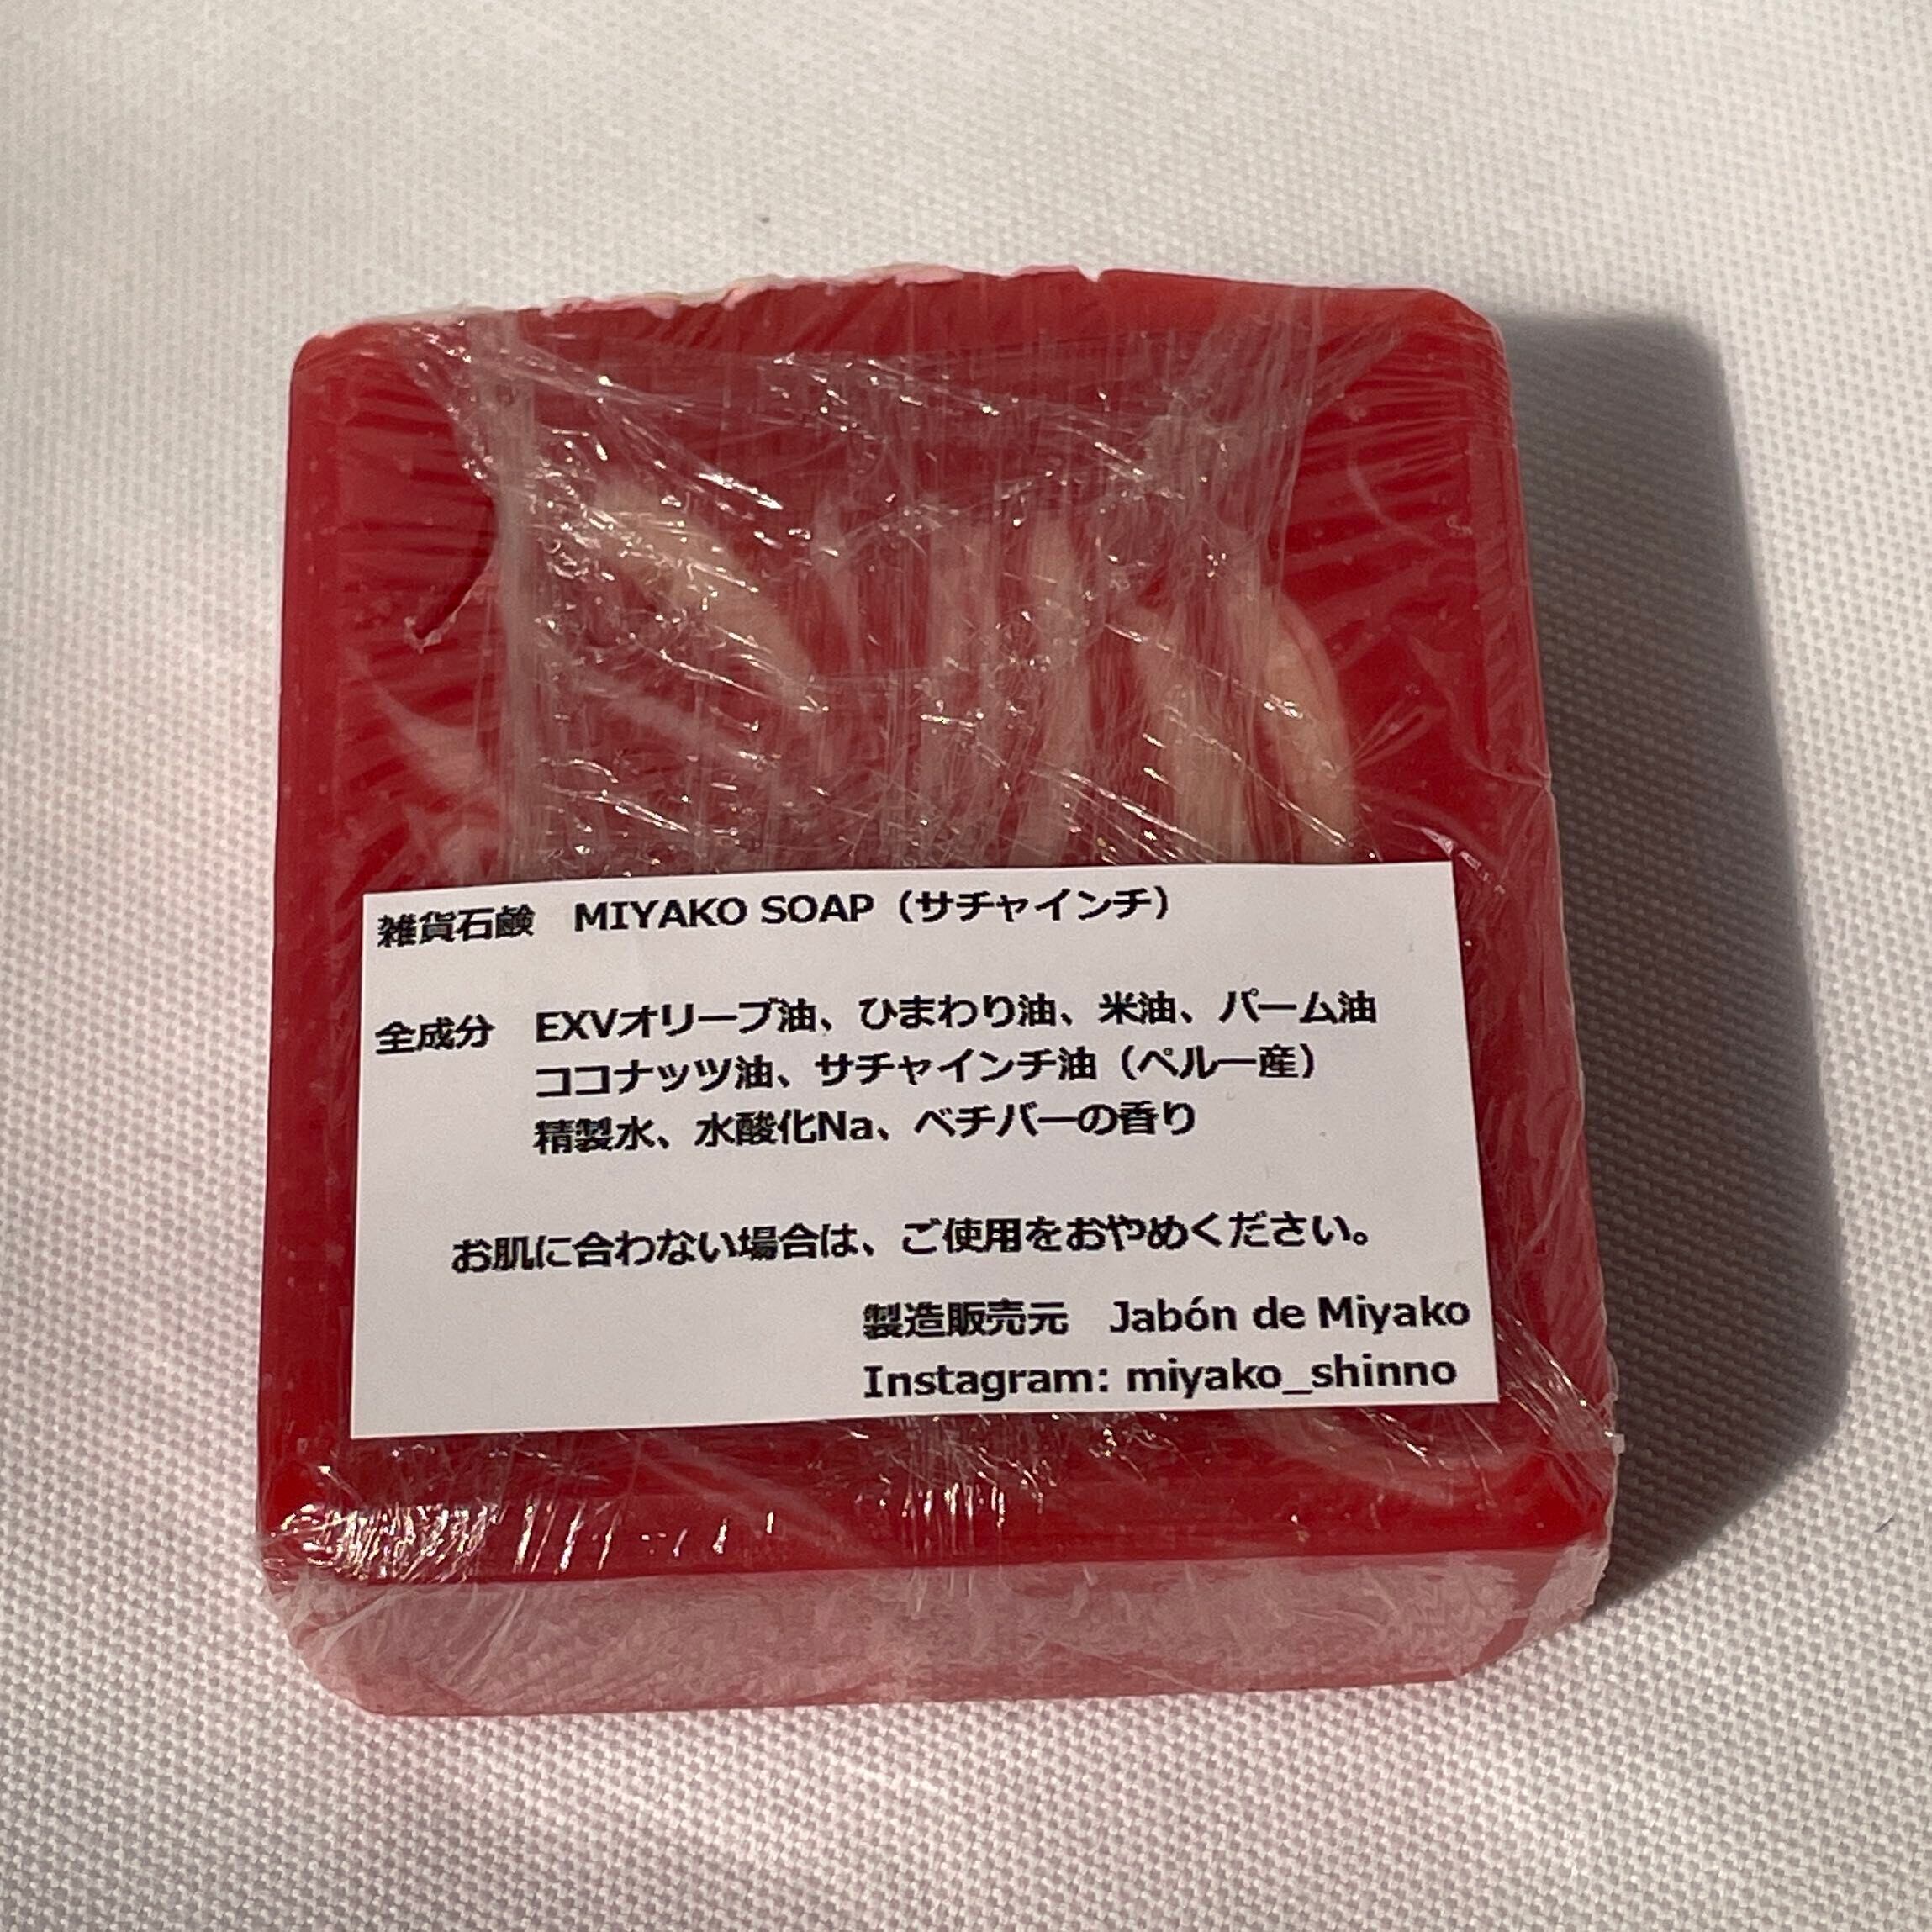 雑貨石鹸　MIYAKO SOAP（サチャインチ）
全成分　EXVオリーブ油、ひまわり油、米油、パーム油
ココナッツ油、サチャインチ油（ペルー産）
精製水、水酸化Na、ベチバーの香り
お肌に合わない場合は、ご使用をおやめください。
製造販売元　Jabón de Miyako
Instagram: miyako_shinno